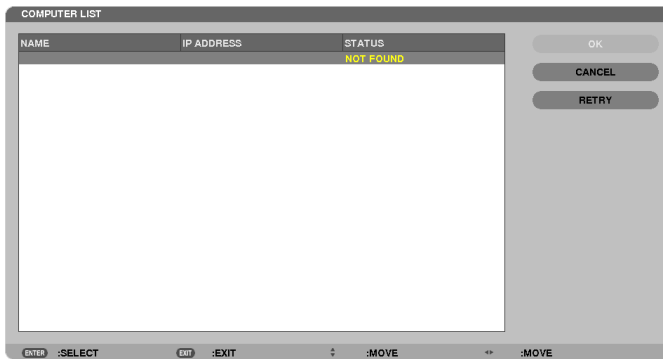 COMPUTER LIST
NAME IP ADDRESS STATUS
NOT FOUND
OK
CANCEL
RETRY
ENTER :SELECT EXIT :EXIT :MOVE :MOVE